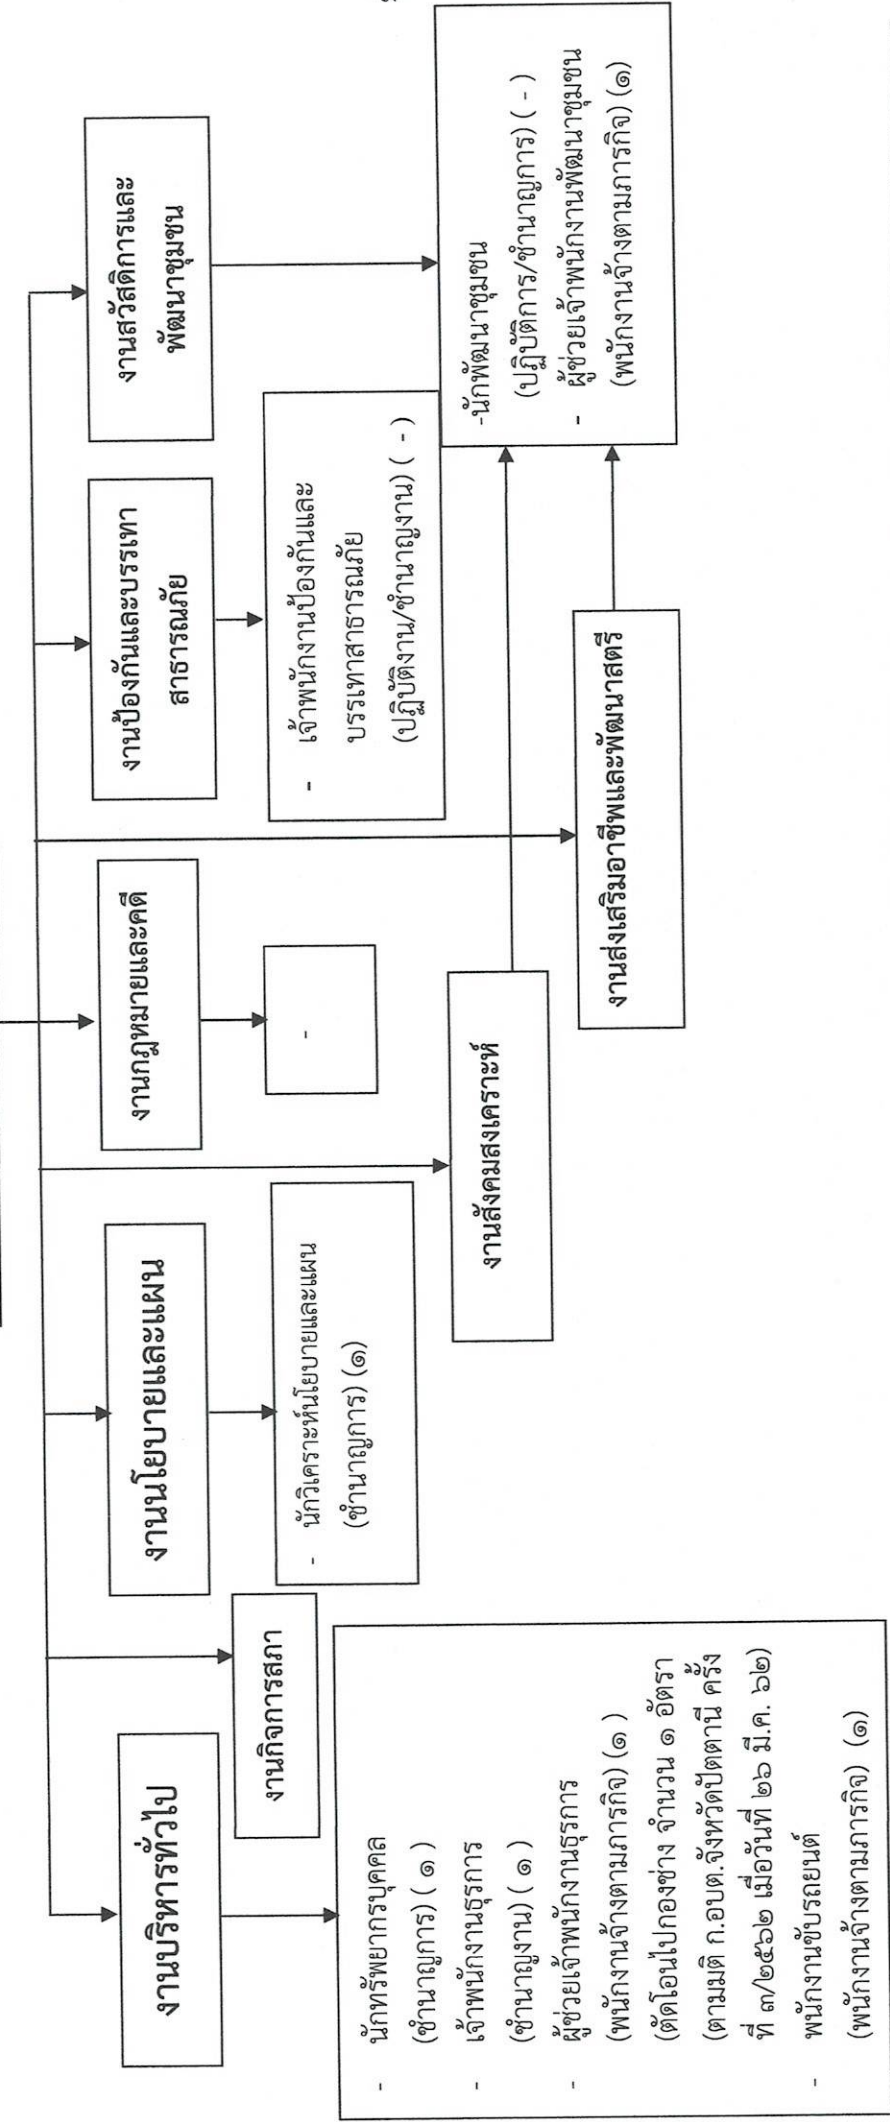 งานบริหารทั่วไป
งานกิจการสภา
งานนโยบายและแผน
งานกฎหมายและคดี
งานป้องกันและบรรเทา
สาธารณภัย
งานสวัสดิการและ
พัฒนาชุมชน
- นักทรัพยากรบุคคล
(ชำนาญการ) ( ๑ )
- เจ้าพนักงานธุรการ
(ชำนาญงาน) ( ๑ )
- ผู้ช่วยเจ้าพนักงานธุรการ
(พนักงานจ้างตามภารกิจ) (๑ )
(ตัดโอนไปกองช่าง จำนวน ๑ อัตรา
(ตามมติ ก.อบต.จังหวัดปัตตานี ครั้ง
ที่ ๓/๒๕๖๒ เมื่อวันที่ ๒๖ มี.ค. ๖๒)
- พนักงานขับรถยนต์
(พนักงานจ้างตามภารกิจ) (๑)
- นักวิเคราะห์นโยบายและแผน
(ชำนาญการ) (๑)
-
- เจ้าพนักงานป้องกันและ
บรรเทาสาธารณภัย
(ปฏิบัติงาน/ชำนาญงาน) ( - )
-นักพัฒนาชุมชน
(ปฏิบัติการ/ชำนาญการ) ( - )
- ผู้ช่วยเจ้าพนักงานพัฒนาชุมชน
(พนักงานจ้างตามภารกิจ) (๑)
งานสังคมสงเคราะห์
งานส่งเสริมอาชีพและพัฒนาสตรี